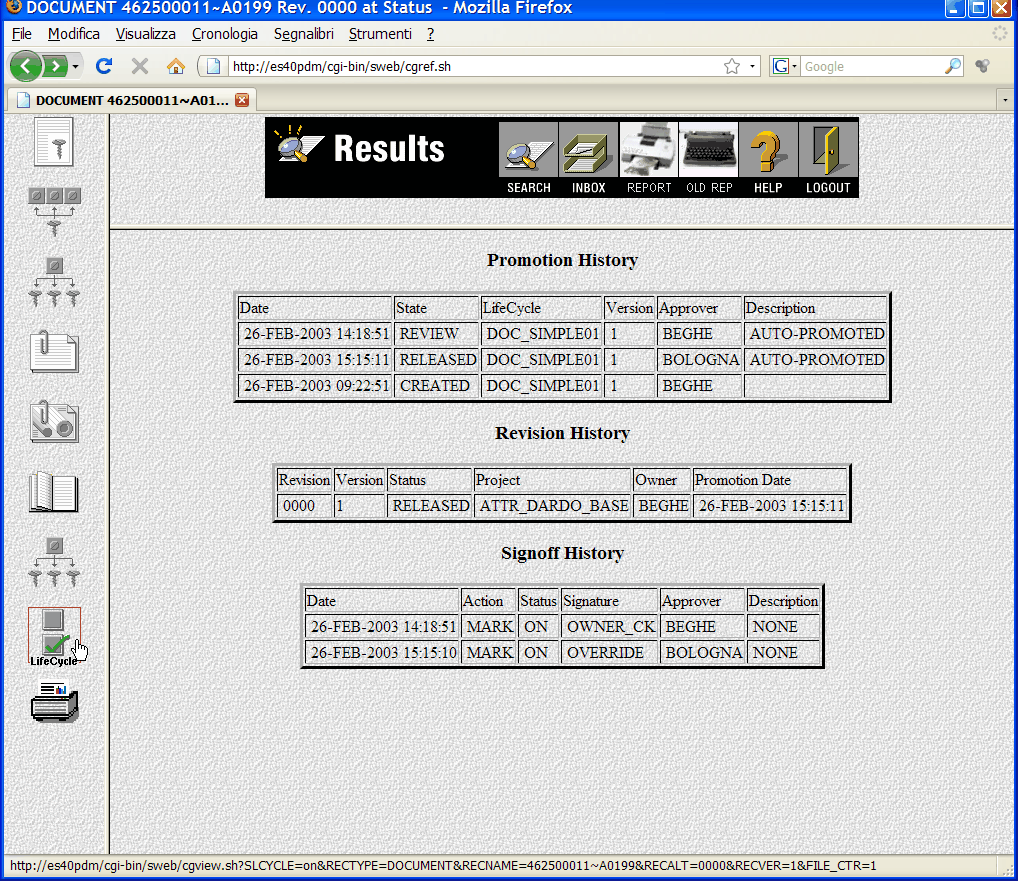 DOCUMENT 462500011~A0199 Rev. 0000 at Status - Mozilla Firefox
File Modifica Visualizza Cronologia Segnalibri Strumenti ?
http://es40pdm/cgi-bin/sweb/cgref.sh G Google
DOCUMENT 462500011~A01...
Results
SEARCH INBOX REPORT OLD REP HELP LOGOUT
Promotion History
Date State LifeCycle Version Approver Description
26-FEB-2003 14:18:51 REVIEW DOC_SIMPLE01 1 BEGHE AUTO-PROMOTED
26-FEB-2003 15:15:11 RELEASED DOC_SIMPLE01 1 BOLOGNA AUTO-PROMOTED
26-FEB-2003 09:22:51 CREATED DOC_SIMPLE01 1 BEGHE
Revision History
Revision Version Status Project Owner Promotion Date
0000 1 RELEASED ATTR_DARDO_BASE BEGHE 26-FEB-2003 15:15:11
Signoff History
Date Action Status Signature Approver Description
26-FEB-2003 14:18:51 MARK ON OWNER_CK BEGHE NONE
26-FEB-2003 15:15:10 MARK ON OVERRIDE BOLOGNA NONE
LifeCycle
http://es40pdm/cgi-bin/sweb/cgview.sh?SLCYCLE=on&RECTYPE=DOCUMENT&RECNAME=462500011~A0199&RECALT=0000&RECVER=1&FILE_CTR=1